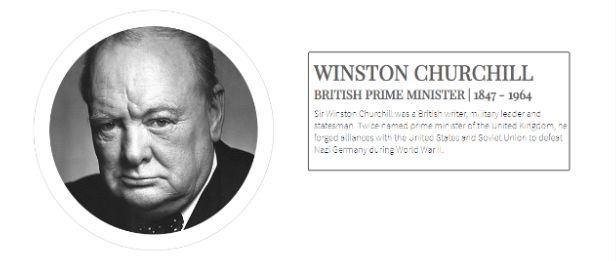 WINSTON CHURCHILL
BRITISH PRIME MINISTER | 1847 - 1964
Sir Winston Churchill was a British writer, military leader and
statesman. Twice named prime minister of the United Kingdom, he
forged alliances with the United States and Soviet Union to defeat
Nazi Germany during World War II.